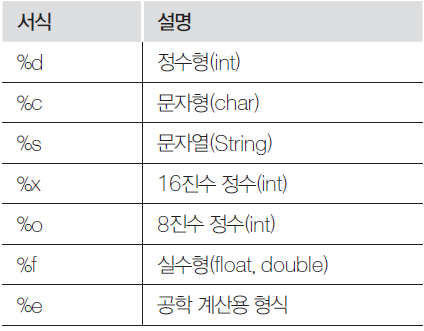 서식 설명
%d 정수형(int)
%c 문자형(char)
%s 문자열(String)
%x 16진수 정수(int)
%o 8진수 정수(int)
%f 실수형(float, double)
%e 공학 계산용 형식